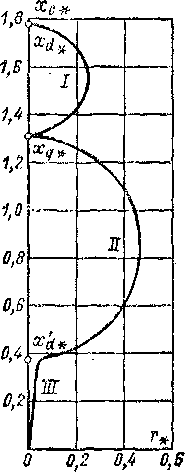 1,8 x_c*
x_d*
1,6
I
1,4
x_q*
1,2
1,0
II
0,8
0,6
0,4 x'_d*
III
0,2
r*
0 0,2 0,4 0,6